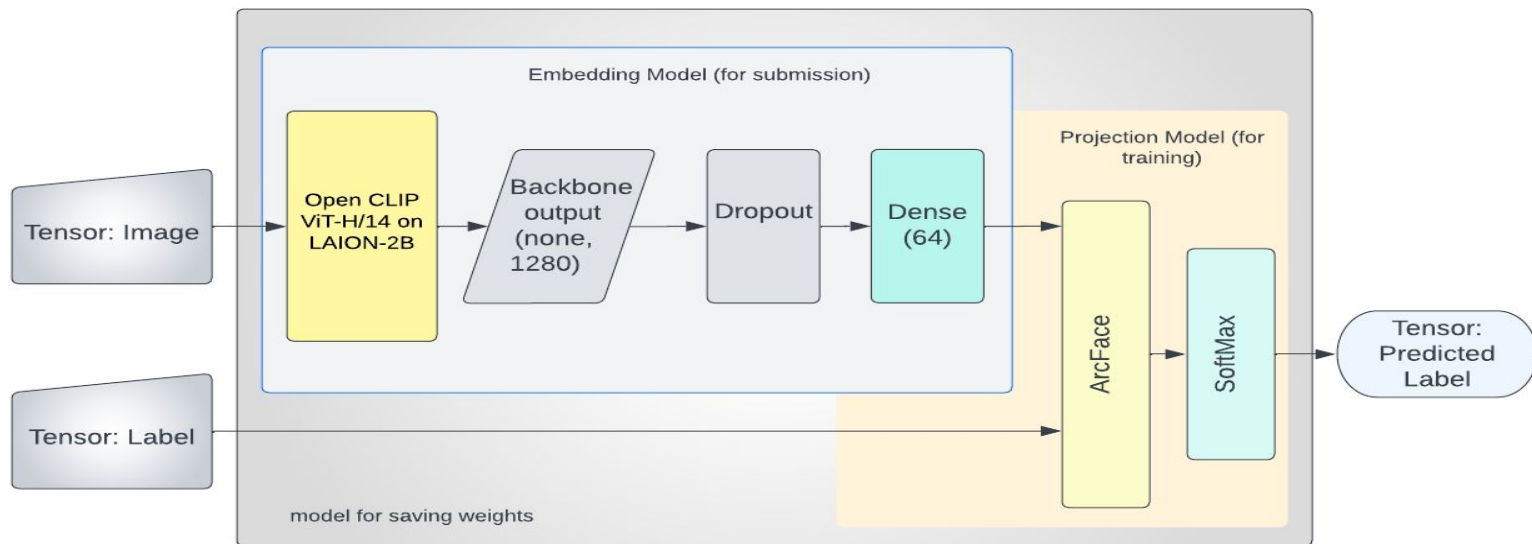 Embedding Model (for submission)
Projection Model (for
training)
Tensor: Image
Open CLIP
ViT-H/14 on
LAION-2B
Backbone
output
(none,
1280)
Dropout
Dense
(64)
ArcFace
SoftMax
Tensor:
Predicted
Label
Tensor: Label
model for saving weights